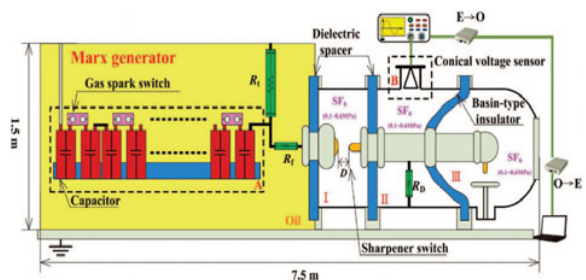 E→O
Dielectric
spacer
Marx generator
Conical voltage sensor
Gas spark switch
Rt
B
SF6
(0.1~0.6MPa)
SF6
(0.1~0.6MPa)
Basin-type
insulator
1.5 m
Rf
D
SF6
(0.1~0.6MPa)
A
RD
O→E
Capacitor
I
II
III
Oil
Sharpener switch
7.5 m